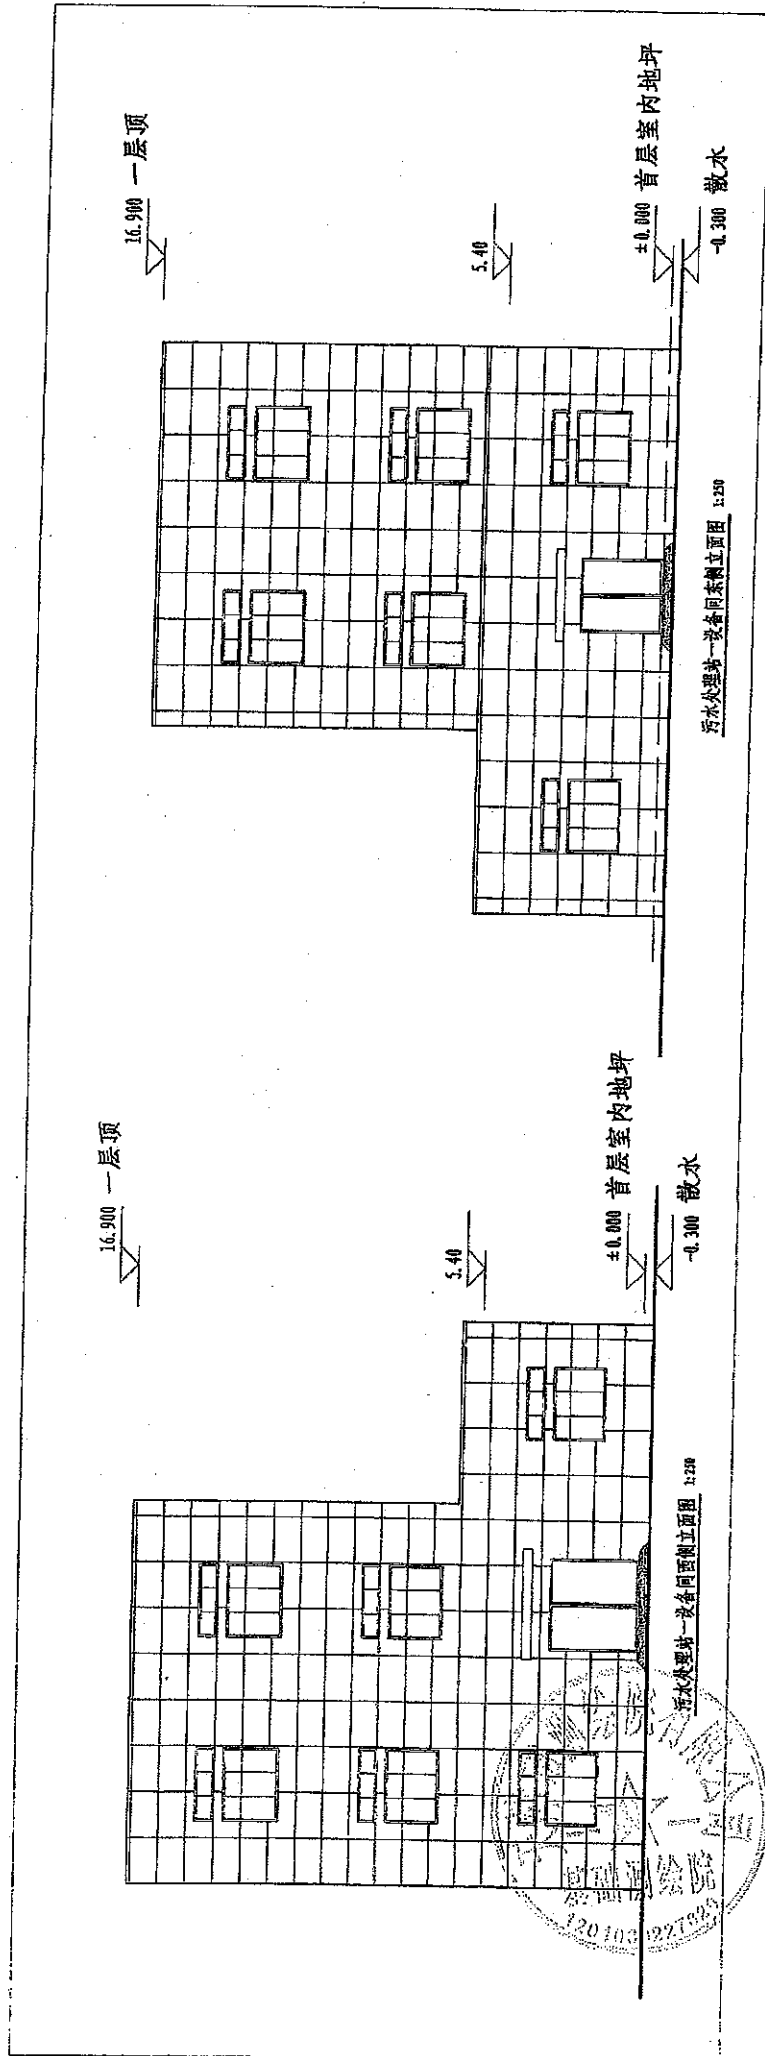 16.900 一层顶
5.40
±0.000 首层室内地坪
-0.300 散水
污水处理站一设备间西侧立面图 1:250
16.900 一层顶
5.40
±0.000 首层室内地坪
-0.300 散水
污水处理站一设备间东侧立面图 1:250